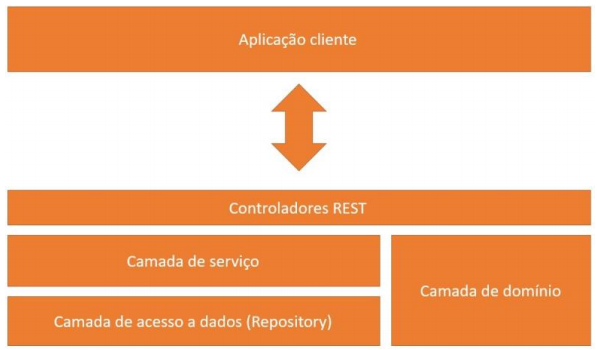 Aplicação cliente
Controladores REST
Camada de serviço
Camada de domínio
Camada de acesso a dados (Repository)